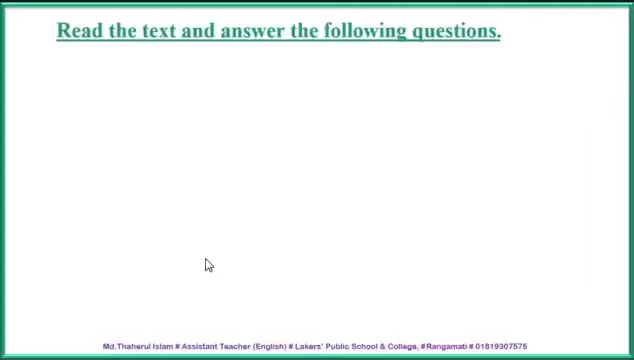 Read the text and answer the following questions.
Md.Thaherul Islam # Assistant Teacher (English) # Lakers' Public School & College, #Rangamati # 01819307575